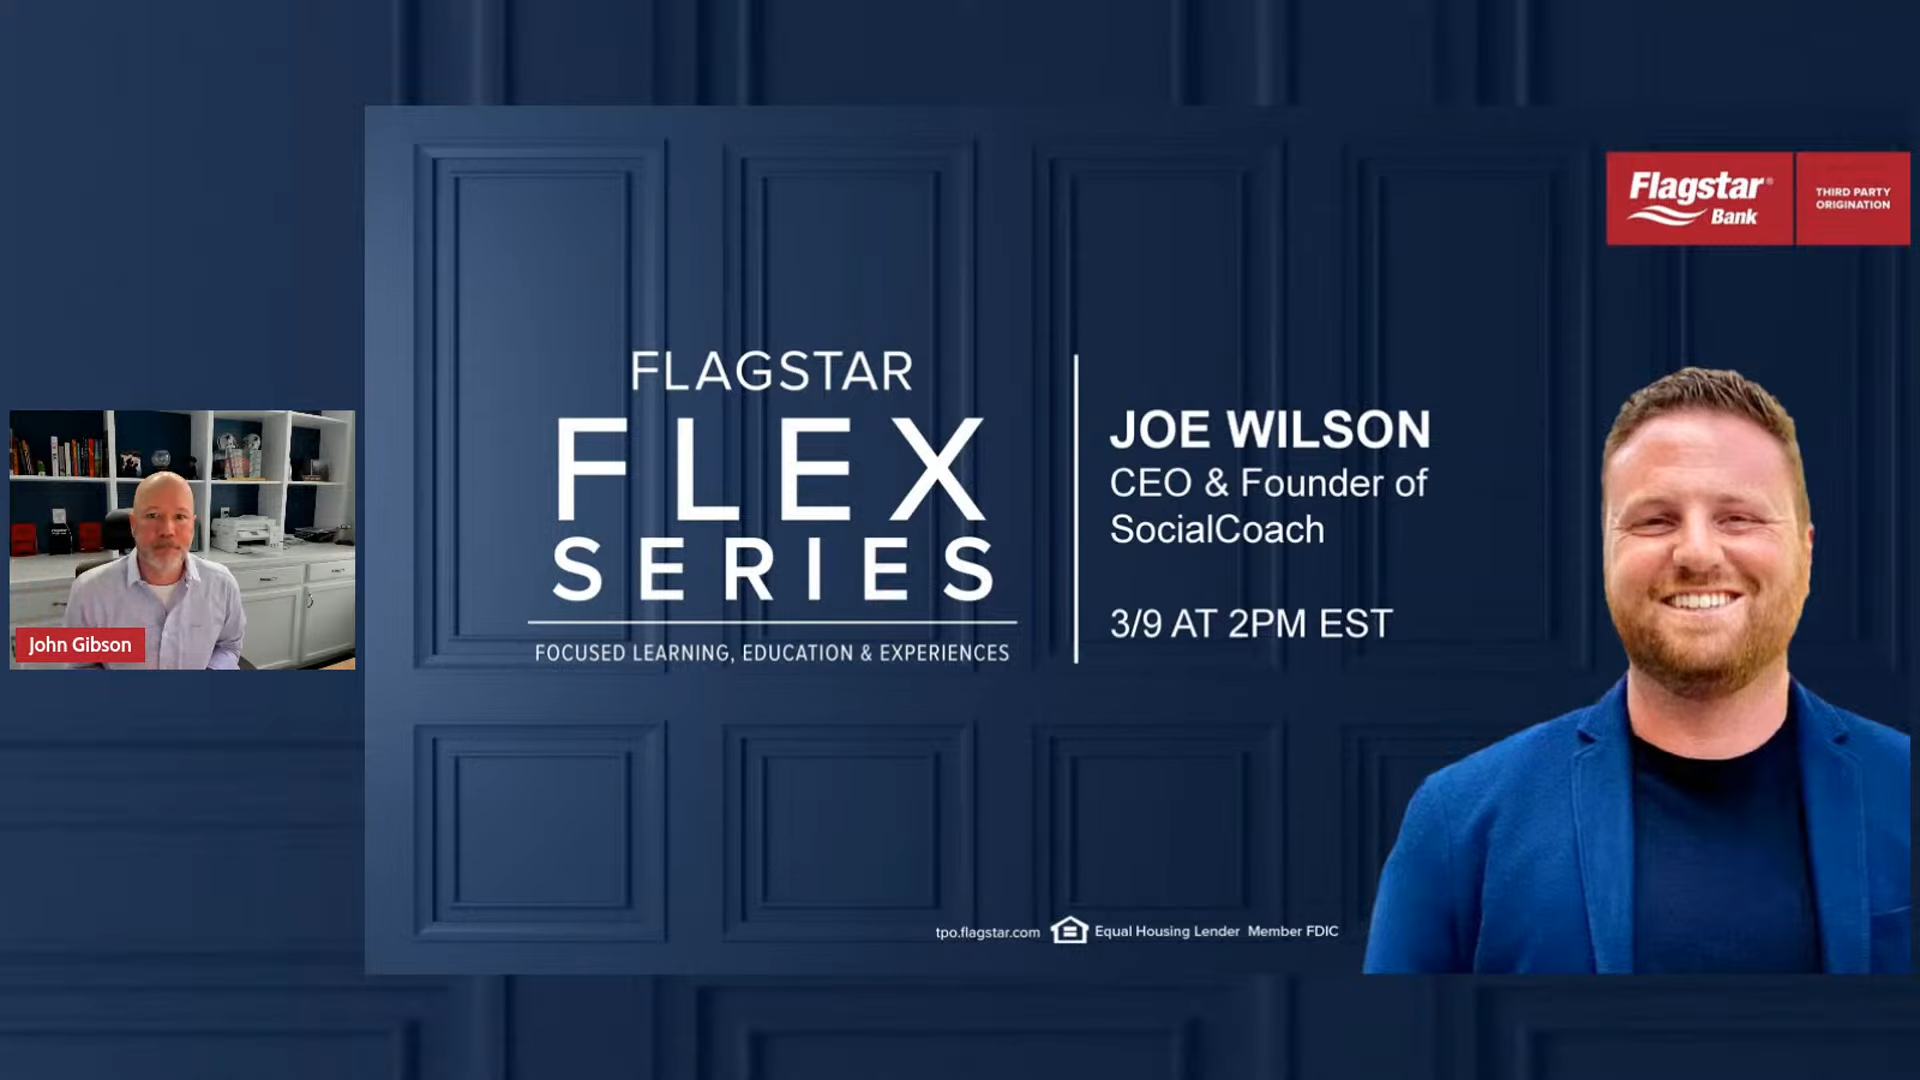 Flagstar®
Bank
THIRD PARTY
ORIGINATION
FLAGSTAR
FLEX
SERIES
FOCUSED LEARNING, EDUCATION & EXPERIENCES
JOE WILSON
CEO & Founder of
SocialCoach
3/9 AT 2PM EST
John Gibson
tpo.flagstar.com Equal Housing Lender Member FDIC